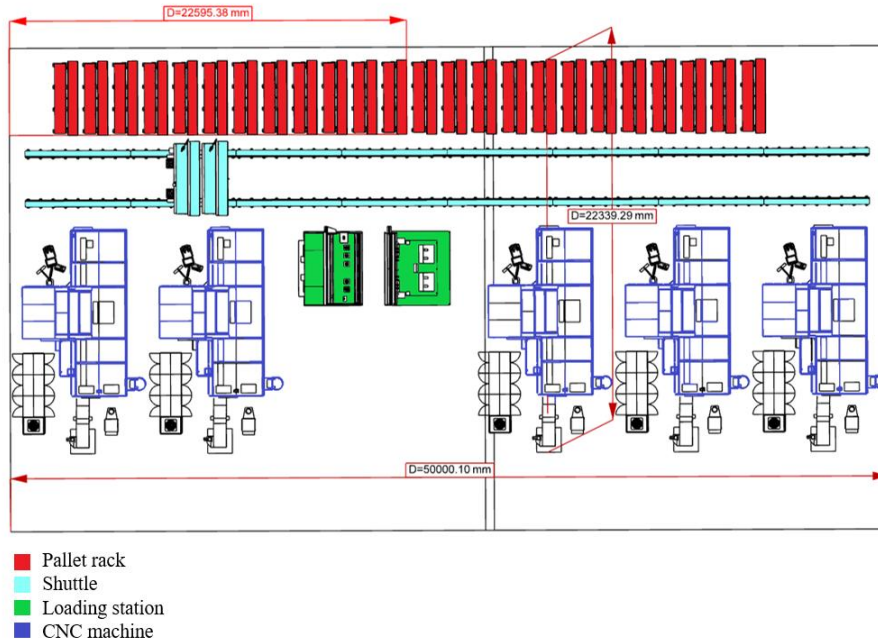 D=22595.38 mm
D=22339.29 mm
D=50000.10 mm
Pallet rack
Shuttle
Loading station
CNC machine